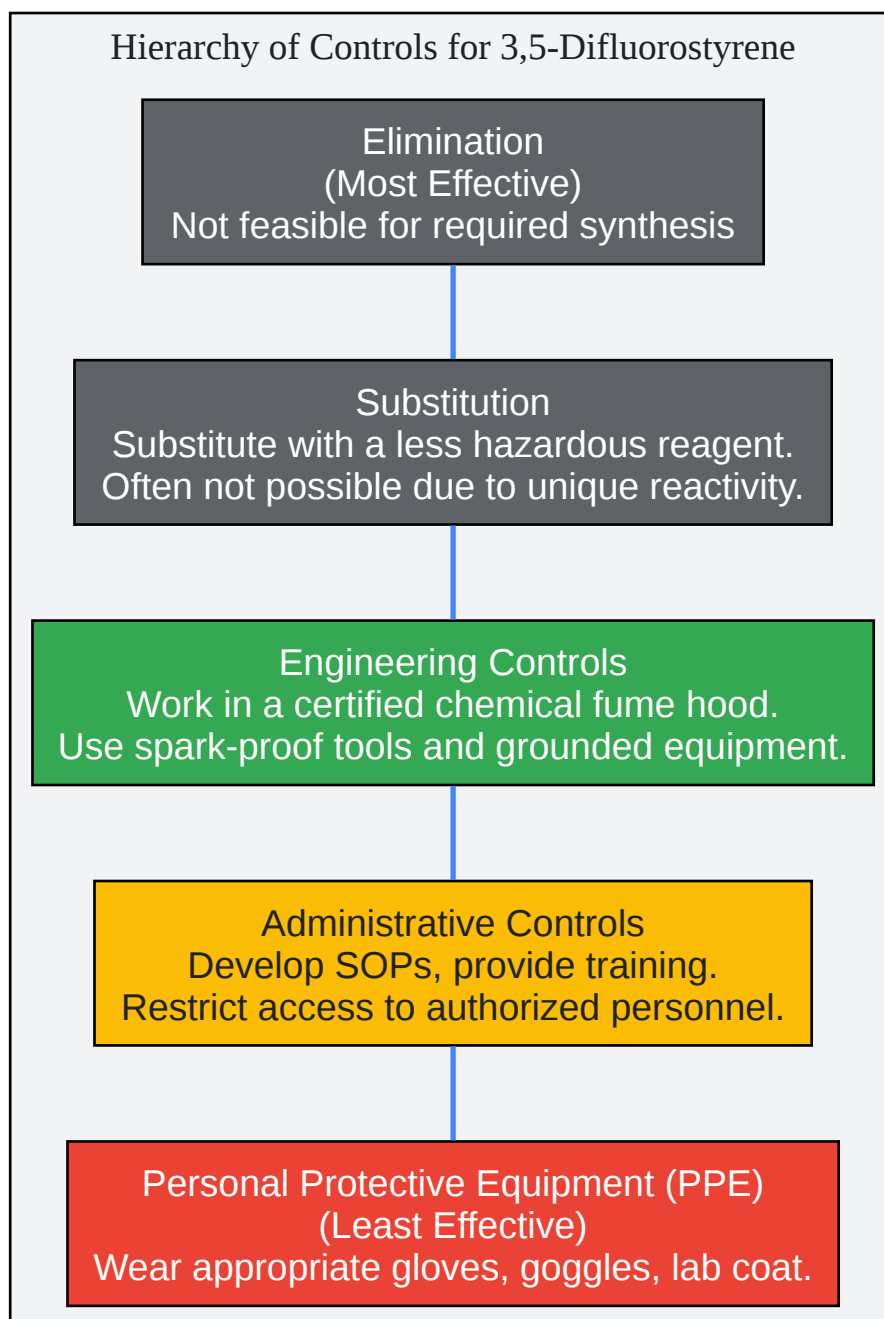 Hierarchy of Controls for 3,5-Difluorostyrene
Elimination
(Most Effective)
Not feasible for required synthesis
Substitution
Substitute with a less hazardous reagent.
Often not possible due to unique reactivity.
Engineering Controls
Work in a certified chemical fume hood.
Use spark-proof tools and grounded equipment.
Administrative Controls
Develop SOPs, provide training.
Restrict access to authorized personnel.
Personal Protective Equipment (PPE)
(Least Effective)
Wear appropriate gloves, goggles, lab coat.